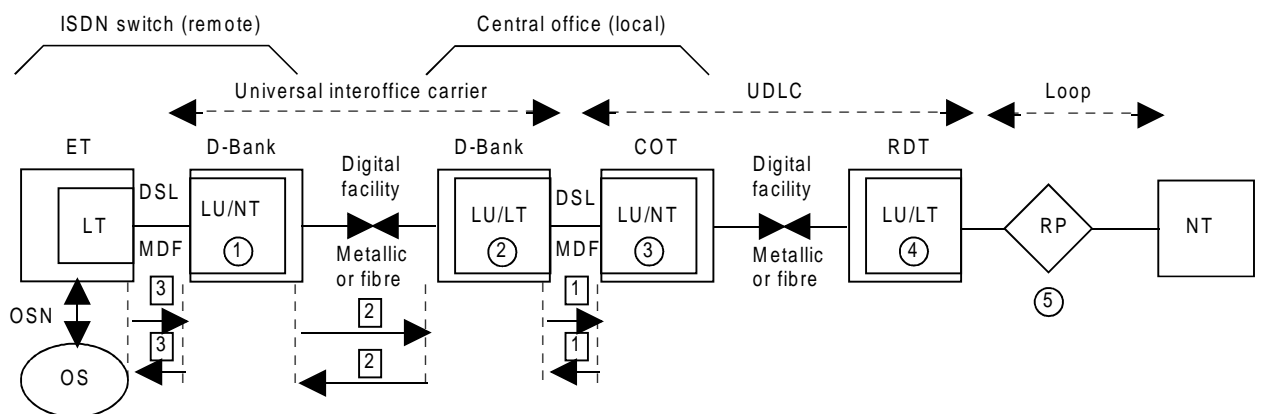 ISDN switch (remote)
Central office (local)
Universal interoffice carrier
UDLC
Loop
ET
D-Bank
Digital
facility
D-Bank
COT
Digital
facility
RDT
LT
DSL
MDF
LU/NT
1
Metallic
or fibre
LU/LT
2
DSL
MDF
LU/NT
3
Metallic
or fibre
LU/LT
4
RP
5
NT
OSN
3
3
2
2
1
1
OS